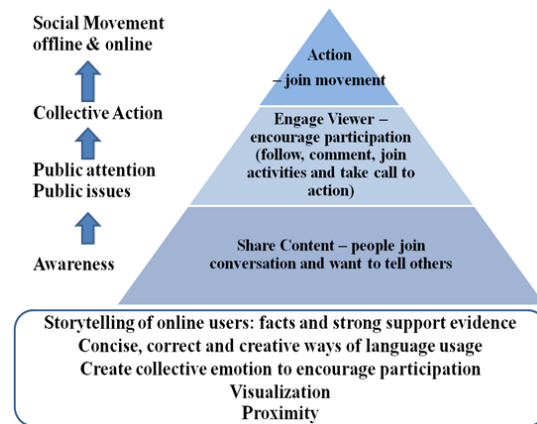 Social Movement
offline & online
Collective Action
Public attention
Public issues
Awareness
Action
– join movement
Engage Viewer –
encourage participation
(follow, comment, join
activities and take call to
action)
Share Content – people join
conversation and want to tell others
Storytelling of online users: facts and strong support evidence
Concise, correct and creative ways of language usage
Create collective emotion to encourage participation
Visualization
Proximity